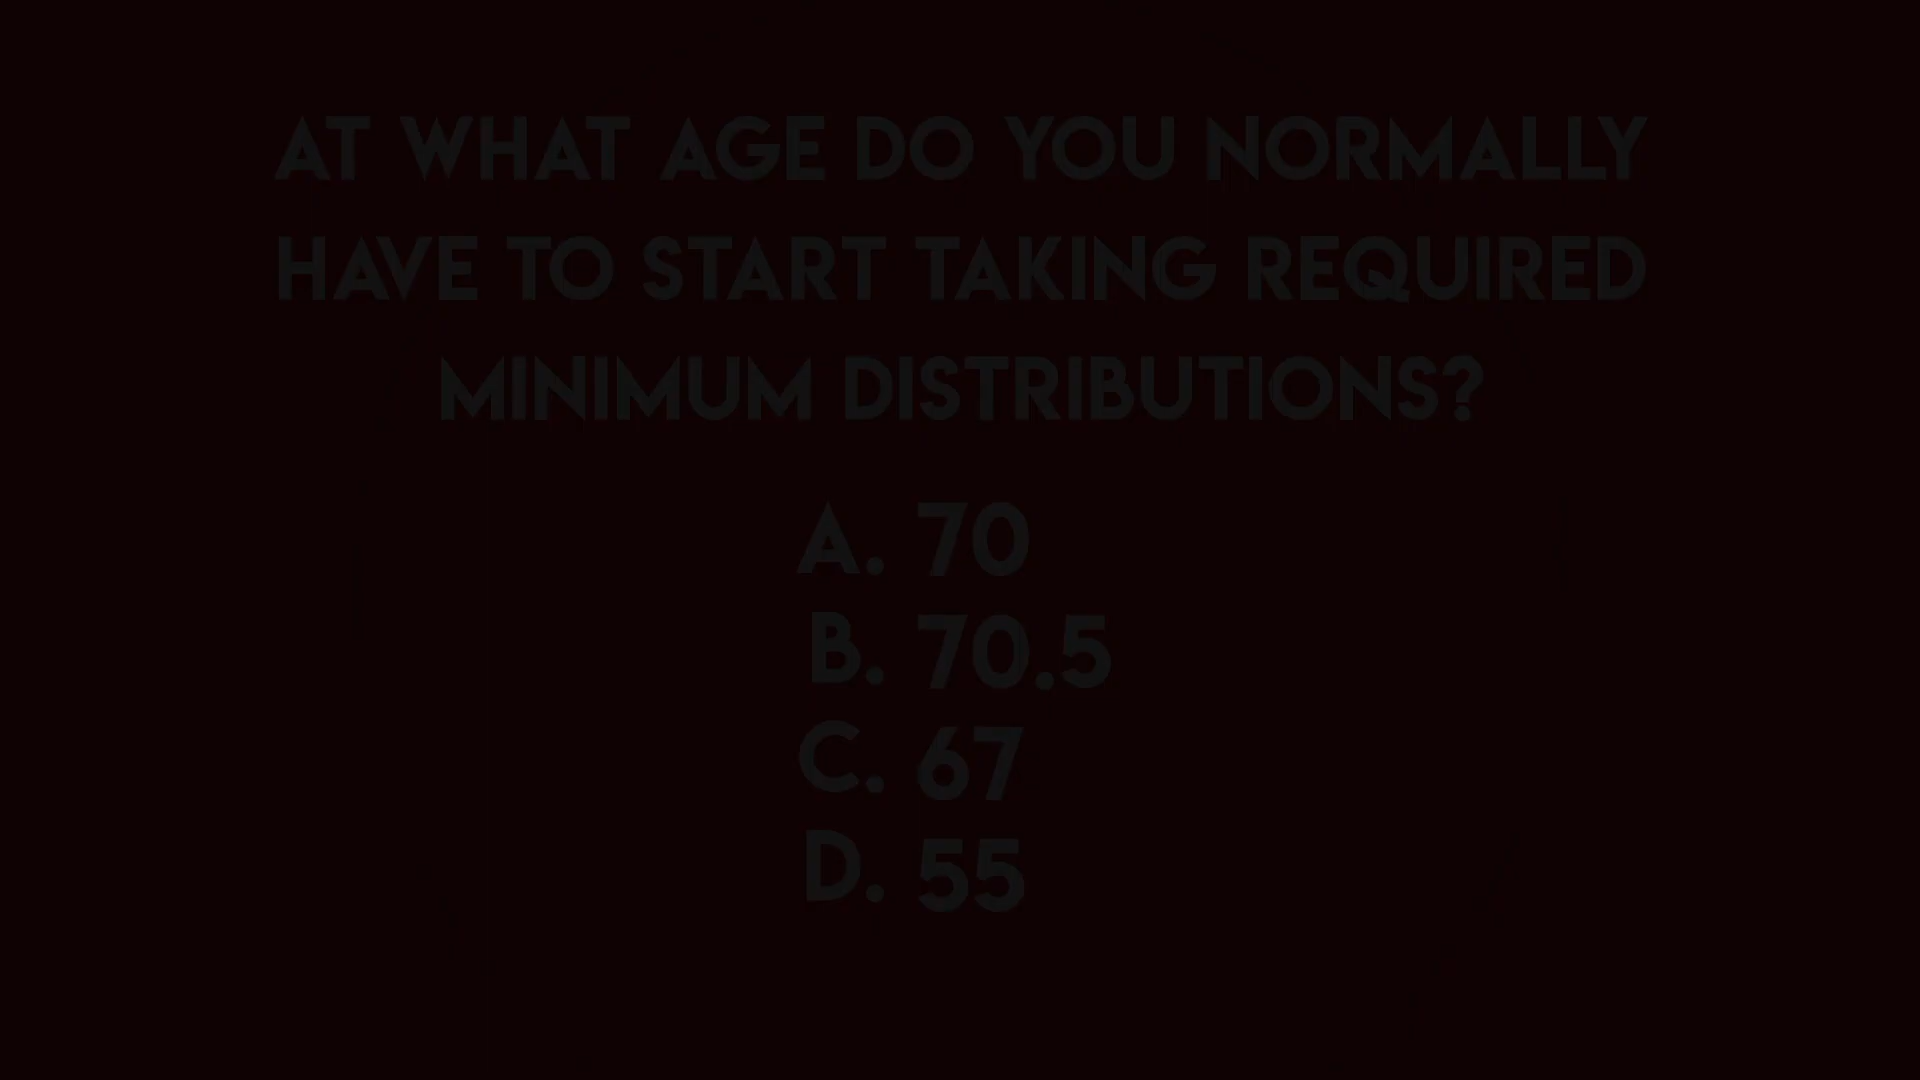 AT WHAT AGE DO YOU NORMALLY
HAVE TO START TAKING REQUIRED
MINIMUM DISTRIBUTIONS?
A. 70
B. 70.5
C. 67
D. 55